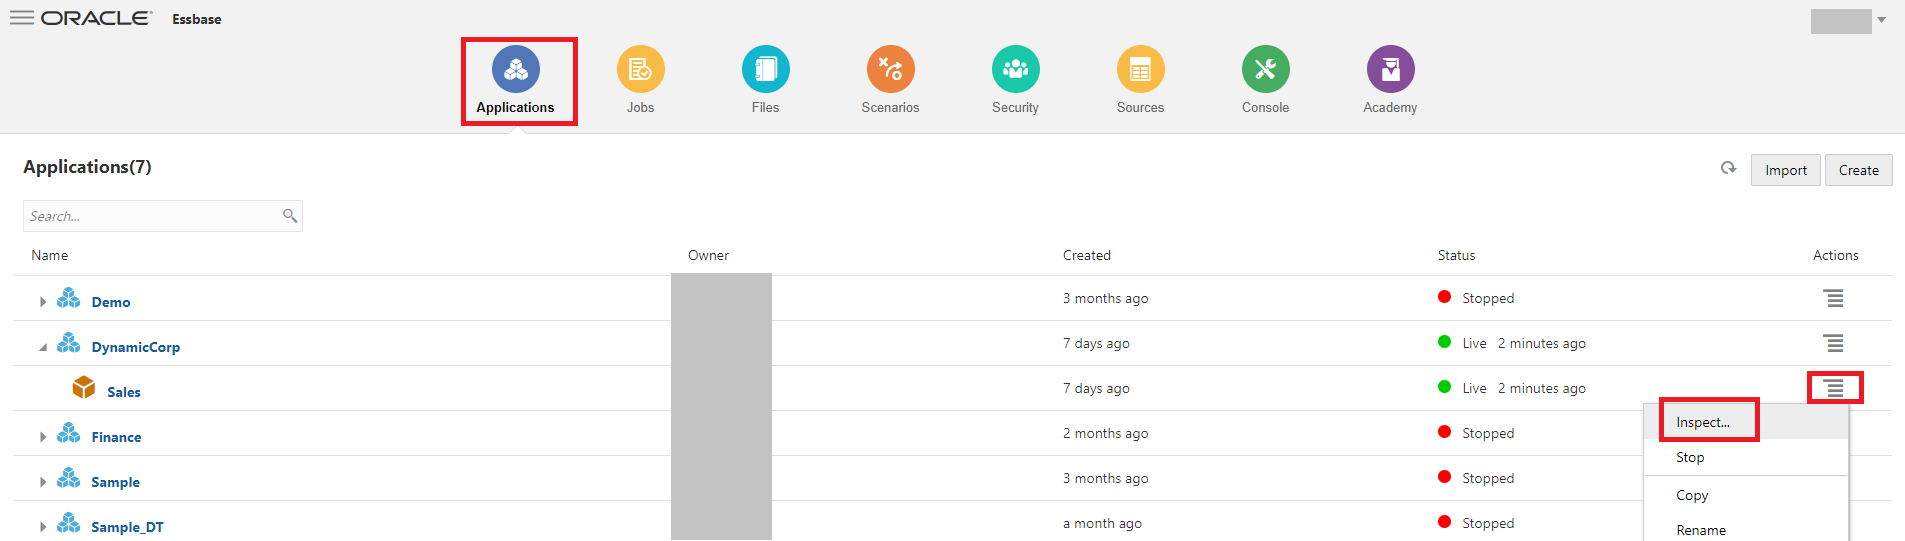 ORACLE® Essbase
Applications
Jobs
Files
Scenarios
Security
Sources
Console
Academy
Applications(7)
Import
Create
Search...
Name
Owner
Created
Status
Actions
Demo
3 months ago
Stopped
DynamicCorp
7 days ago
Live 2 minutes ago
Sales
7 days ago
Live 2 minutes ago
Finance
2 months ago
Stopped
Sample
3 months ago
Stopped
Sample_DT
a month ago
Stopped
Inspect...
Stop
Copy
Rename